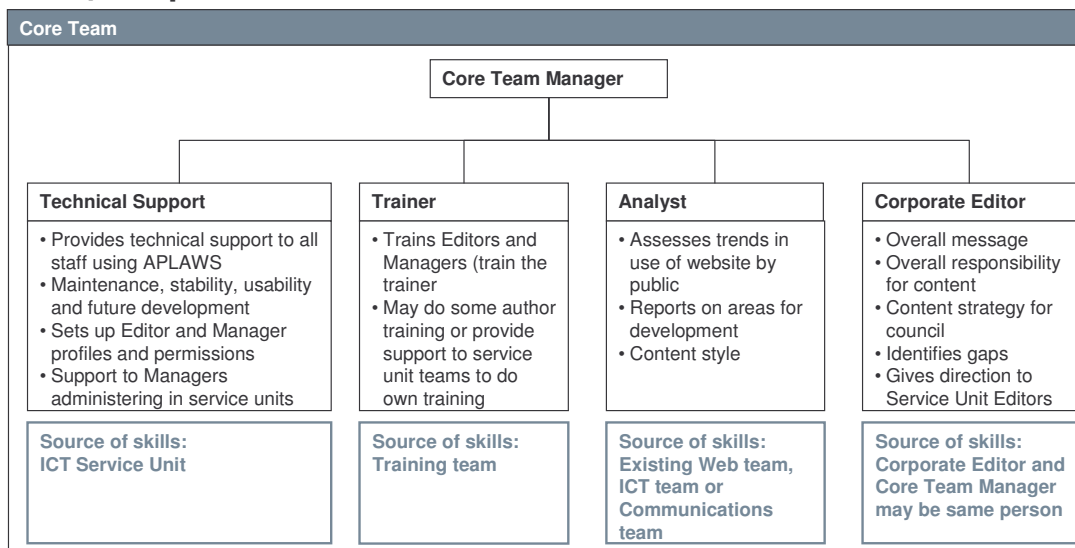 Core Team
Core Team Manager
Technical Support
• Provides technical support to all
staff using APLAWS
• Maintenance, stability, usability
and future development
• Sets up Editor and Manager
profiles and permissions
• Support to Managers
administering in service units
Source of skills:
ICT Service Unit
Trainer
• Trains Editors and
Managers (train the
trainer
• May do some author
training or provide
support to service
unit teams to do
own training
Source of skills:
Training team
Analyst
• Assesses trends in
use of website by
public
• Reports on areas for
development
• Content style
Source of skills:
Existing Web team,
ICT team or
Communications
team
Corporate Editor
• Overall message
• Overall responsibility
for content
• Content strategy for
council
• Identifies gaps
• Gives direction to
Service Unit Editors
Source of skills:
Corporate Editor and
Core Team Manager
may be same person